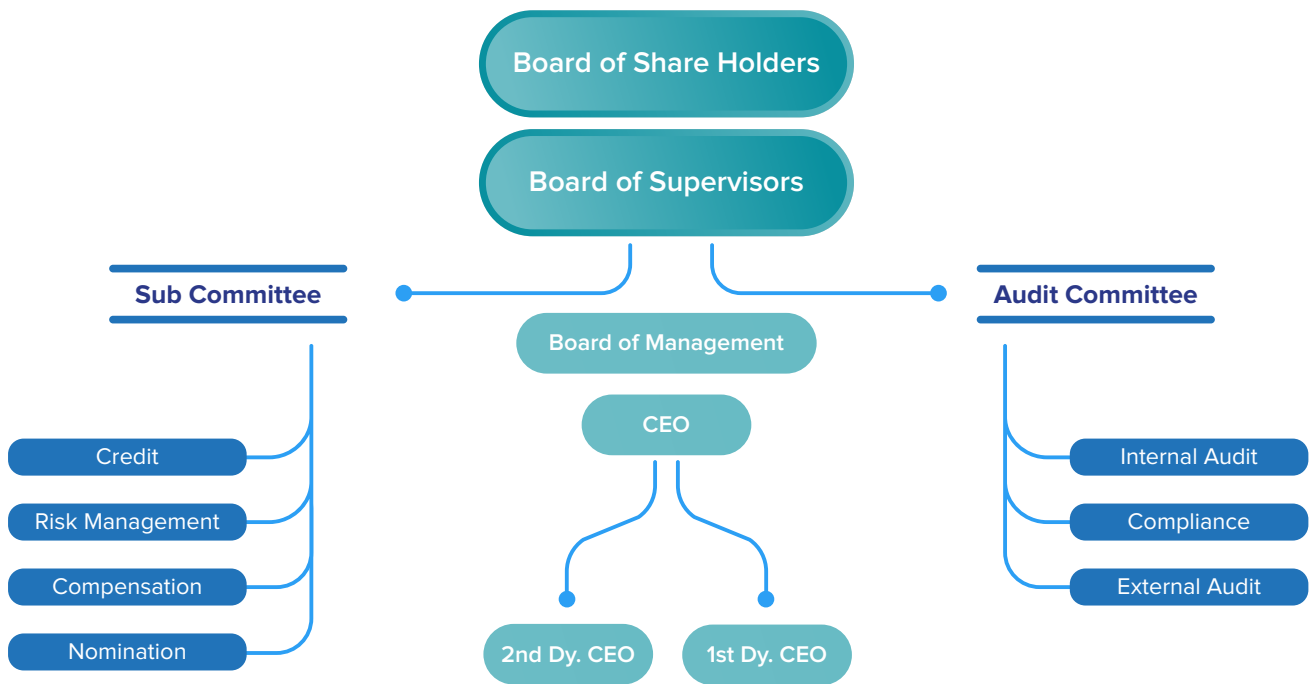 Board of Share Holders
Board of Supervisors
Sub Committee
Audit Committee
Board of Management
CEO
Credit
Risk Management
Compensation
Nomination
Internal Audit
Compliance
External Audit
2nd Dy. CEO
1st Dy. CEO